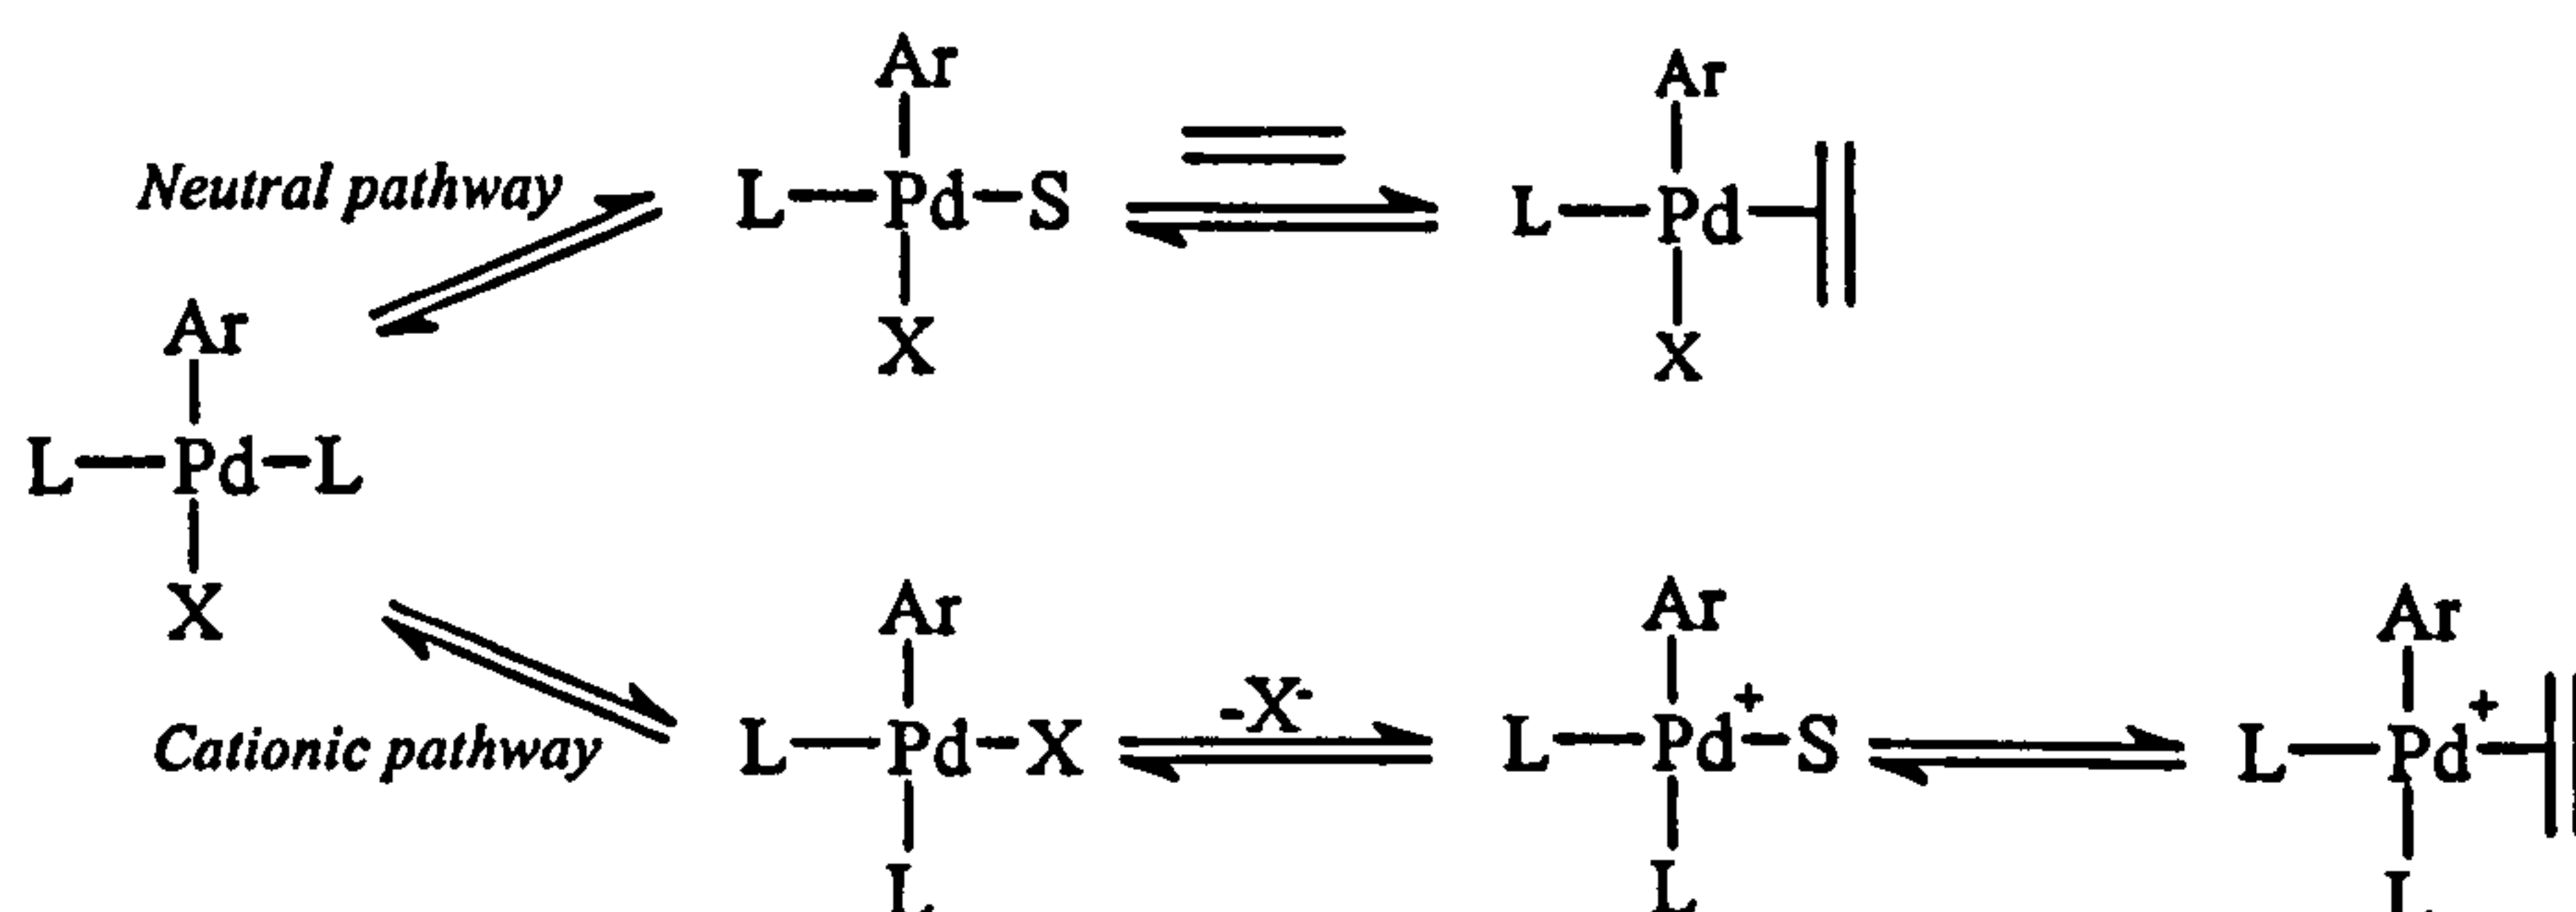 Ar Ar
Neutral pathway L—Pd—S L—Pd—
Ar X X
L—Pd—L
X Ar Ar Ar
-X-
Cationic pathway L—Pd—X L—Pd+—S L—Pd+—
L L L